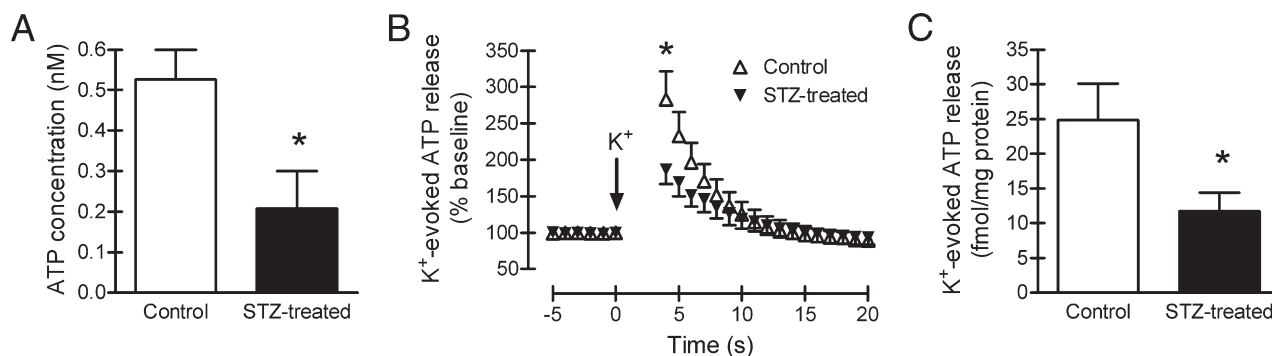 A
ATP concentration (nM)
0.6
0.5
0.4
0.3
0.2
0.1
0.0
*
Control
STZ-treated
B
K⁺-evoked ATP release
(% baseline)
350
300
250
200
150
100
50
K⁺
*
Control
STZ-treated
-5
0
5
10
15
20
Time (s)
C
K⁺-evoked ATP release
(fmol/mg protein)
35
30
25
20
15
10
5
0
*
Control
STZ-treated